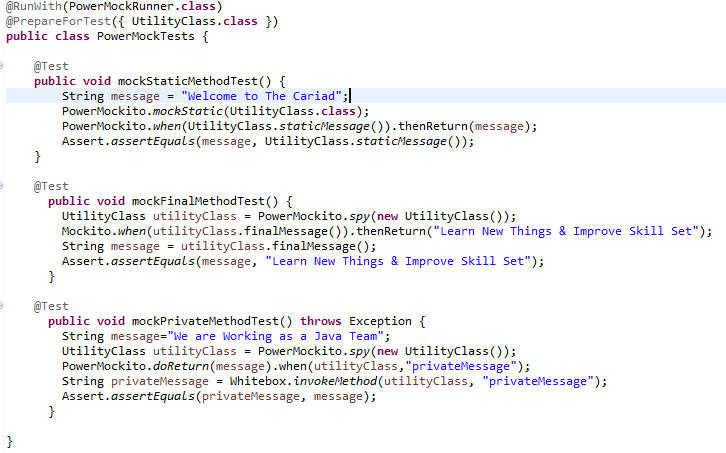 @RunWith(PowerMockRunner.class)
@PrepareForTest({ UtilityClass.class })
public class PowerMockTests {
@Test
public void mockStaticMethodTest() {
String message = "Welcome to The Cariad";
PowerMockito.mockStatic(UtilityClass.class);
PowerMockito.when(UtilityClass.staticMessage()).thenReturn(message);
Assert.assertEquals(message, UtilityClass.staticMessage());
}
@Test
public void mockFinalMethodTest() {
UtilityClass utilityClass = PowerMockito.spy(new UtilityClass());
Mockito.when(utilityClass.finalMessage()).thenReturn("Learn New Things & Improve Skill Set");
String message = utilityClass.finalMessage();
Assert.assertEquals(message, "Learn New Things & Improve Skill Set");
}
@Test
public void mockPrivateMethodTest() throws Exception {
String message="We are Working as a Java Team";
UtilityClass utilityClass = PowerMockito.spy(new UtilityClass());
PowerMockito.doReturn(message).when(utilityClass,"privateMessage");
String privateMessage = Whitebox.invokeMethod(utilityClass, "privateMessage");
Assert.assertEquals(privateMessage, message);
}
}